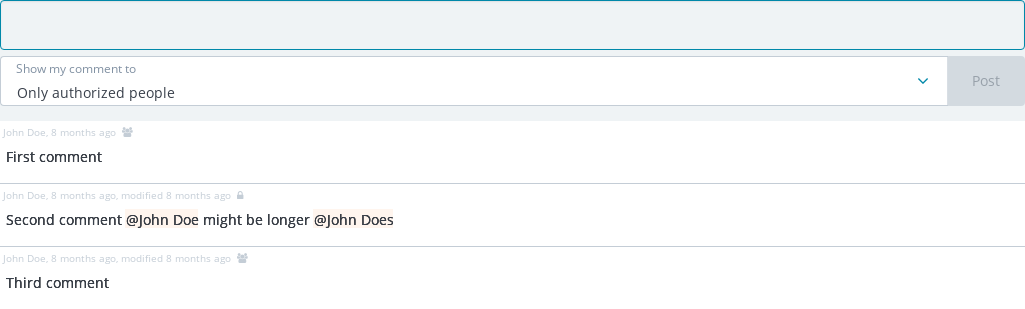 Show my comment to
Only authorized people
Post
John Doe, 8 months ago
First comment
John Doe, 8 months ago, modified 8 months ago
Second comment @John Doe might be longer @John Does
John Doe, 8 months ago, modified 8 months ago
Third comment